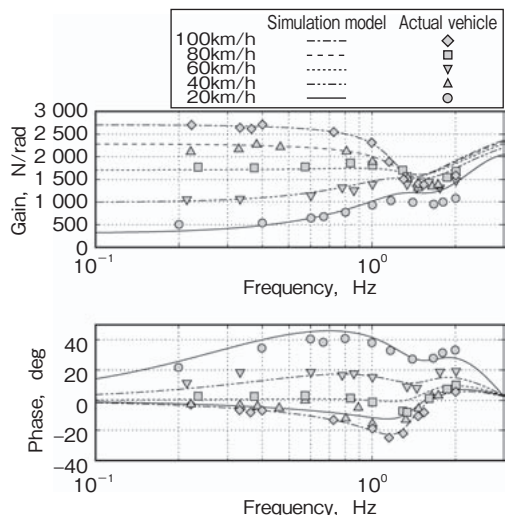 Simulation model Actual vehicle
100km/h
80km/h
60km/h
40km/h
20km/h
3 000
2 500
2 000
1 500
1 000
500
0
Gain, N/rad
10⁻¹ 10⁰
Frequency, Hz
40
20
0
−20
−40
Phase, deg
10⁻¹ 10⁰
Frequency, Hz